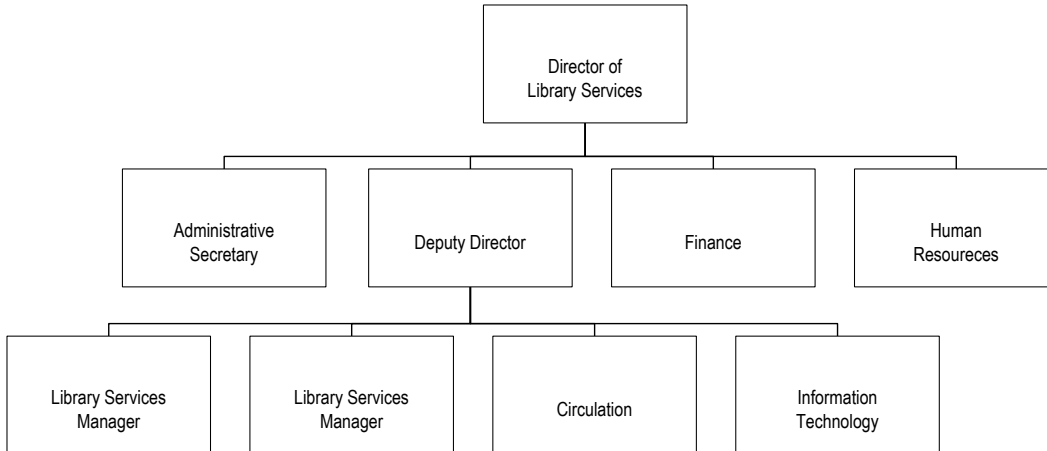 Director of
Library Services
Administrative
Secretary
Deputy Director
Finance
Human
Resoureces
Library Services
Manager
Library Services
Manager
Circulation
Information
Technology